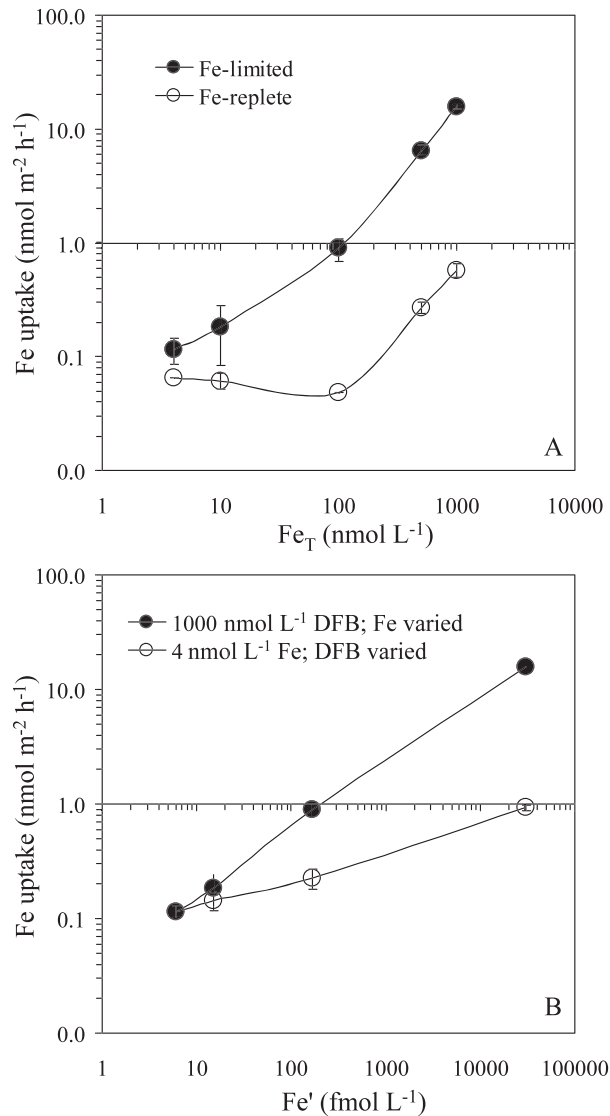 100.0
Fe-limited
Fe-replete
10.0
1.0
0.1
0.0
Fe uptake (nmol m-2 h-1)
A
1 10 100 1000 10000
FeT (nmol L-1)
100.0
1000 nmol L-1 DFB; Fe varied
4 nmol L-1 Fe; DFB varied
10.0
1.0
0.1
0.0
Fe uptake (nmol m-2 h-1)
B
1 10 100 1000 10000 100000
Fe' (fmol L-1)